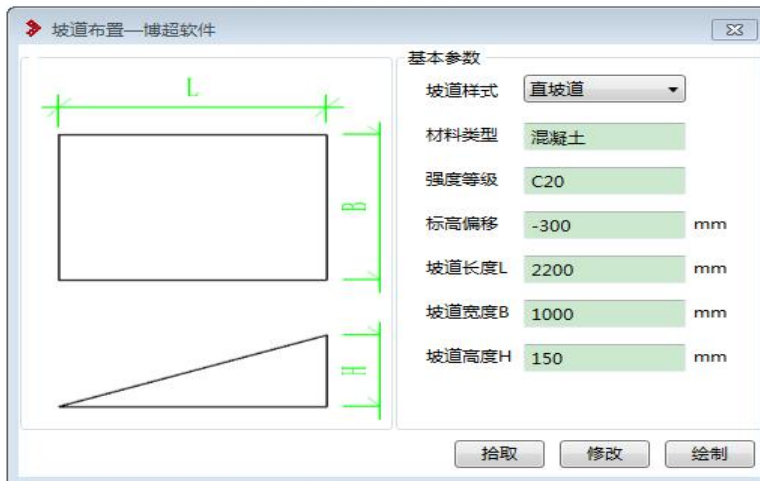 坡道布置—博超软件
基本参数
L
B
H
坡道样式 直坡道
材料类型 混凝土
强度等级 C20
标高偏移 -300 mm
坡道长度L 2200 mm
坡道宽度B 1000 mm
坡道高度H 150 mm
拾取 修改 绘制